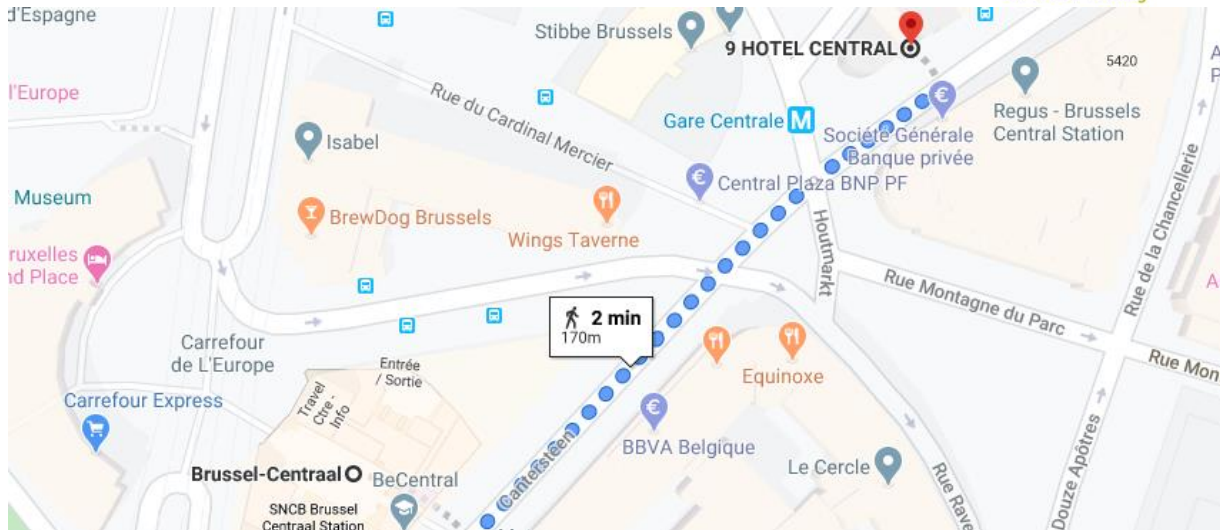 d'Espagne
Stibbe Brussels
9 HOTEL CENTRAL
5420
l'Europe
Rue du Cardinal Mercier
Gare Centrale M
Société Générale
Banque privée
Regus - Brussels
Central Station
Isabel
Central Plaza BNP PF
Museum
BrewDog Brussels
Wings Taverne
Houtmarkt
Rue de la Chancellerie
ruxelles
nd Place
2 min
170m
Rue Montagne du Parc
Rue Mon
Carrefour
de L'Europe
Entrée
/ Sortie
Travel
Ctre -
Info
Equinoxe
Carrefour Express
BBVA Belgique
Cantersteen
Le Cercle
Rue Rave
Douze Apôtres
Brussel-Centraal
BeCentral
SNCB Brussel
Centraal Station